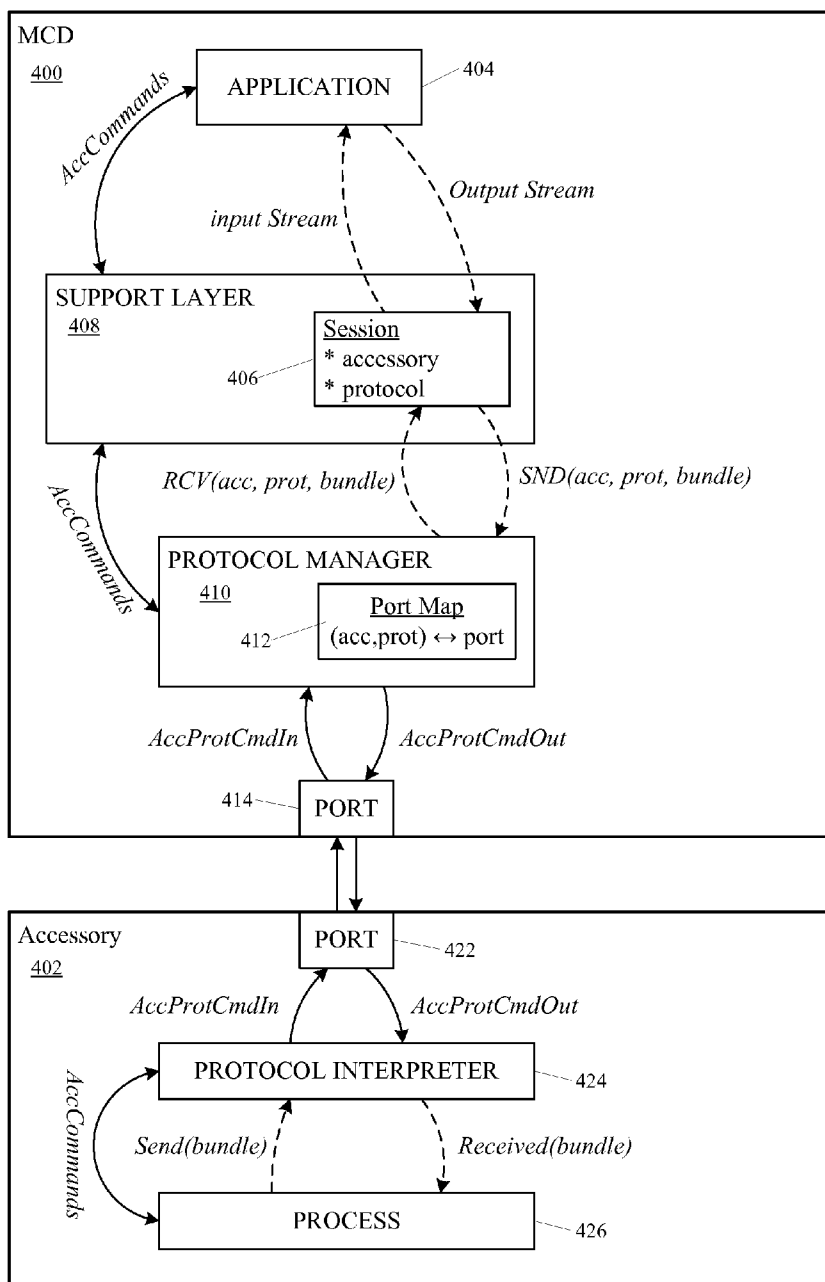 MCD
400
APPLICATION
404
AccCommands
input Stream
Output Stream
SUPPORT LAYER
408
Session
* accessory
* protocol
406
RCV(acc, prot, bundle)
SND(acc, prot, bundle)
AccCommands
PROTOCOL MANAGER
410
Port Map
(acc,prot) ↔ port
412
AccProtCmdIn
AccProtCmdOut
414
PORT
Accessory
402
PORT
422
AccProtCmdIn
AccProtCmdOut
PROTOCOL INTERPRETER
424
AccCommands
Send(bundle)
Received(bundle)
PROCESS
426